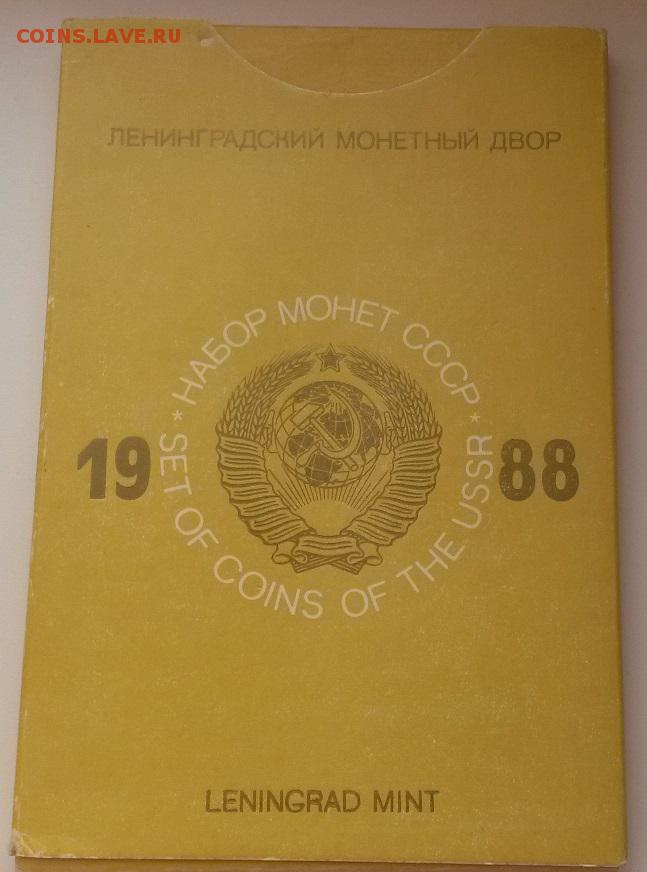 COINS.LAVE.RU
ЛЕНИНГРАДСКИЙ МОНЕТНЫЙ ДВОР
* НАБОР МОНЕТ СССР *
19
88
SET OF COINS OF THE USSR
LENINGRAD MINT